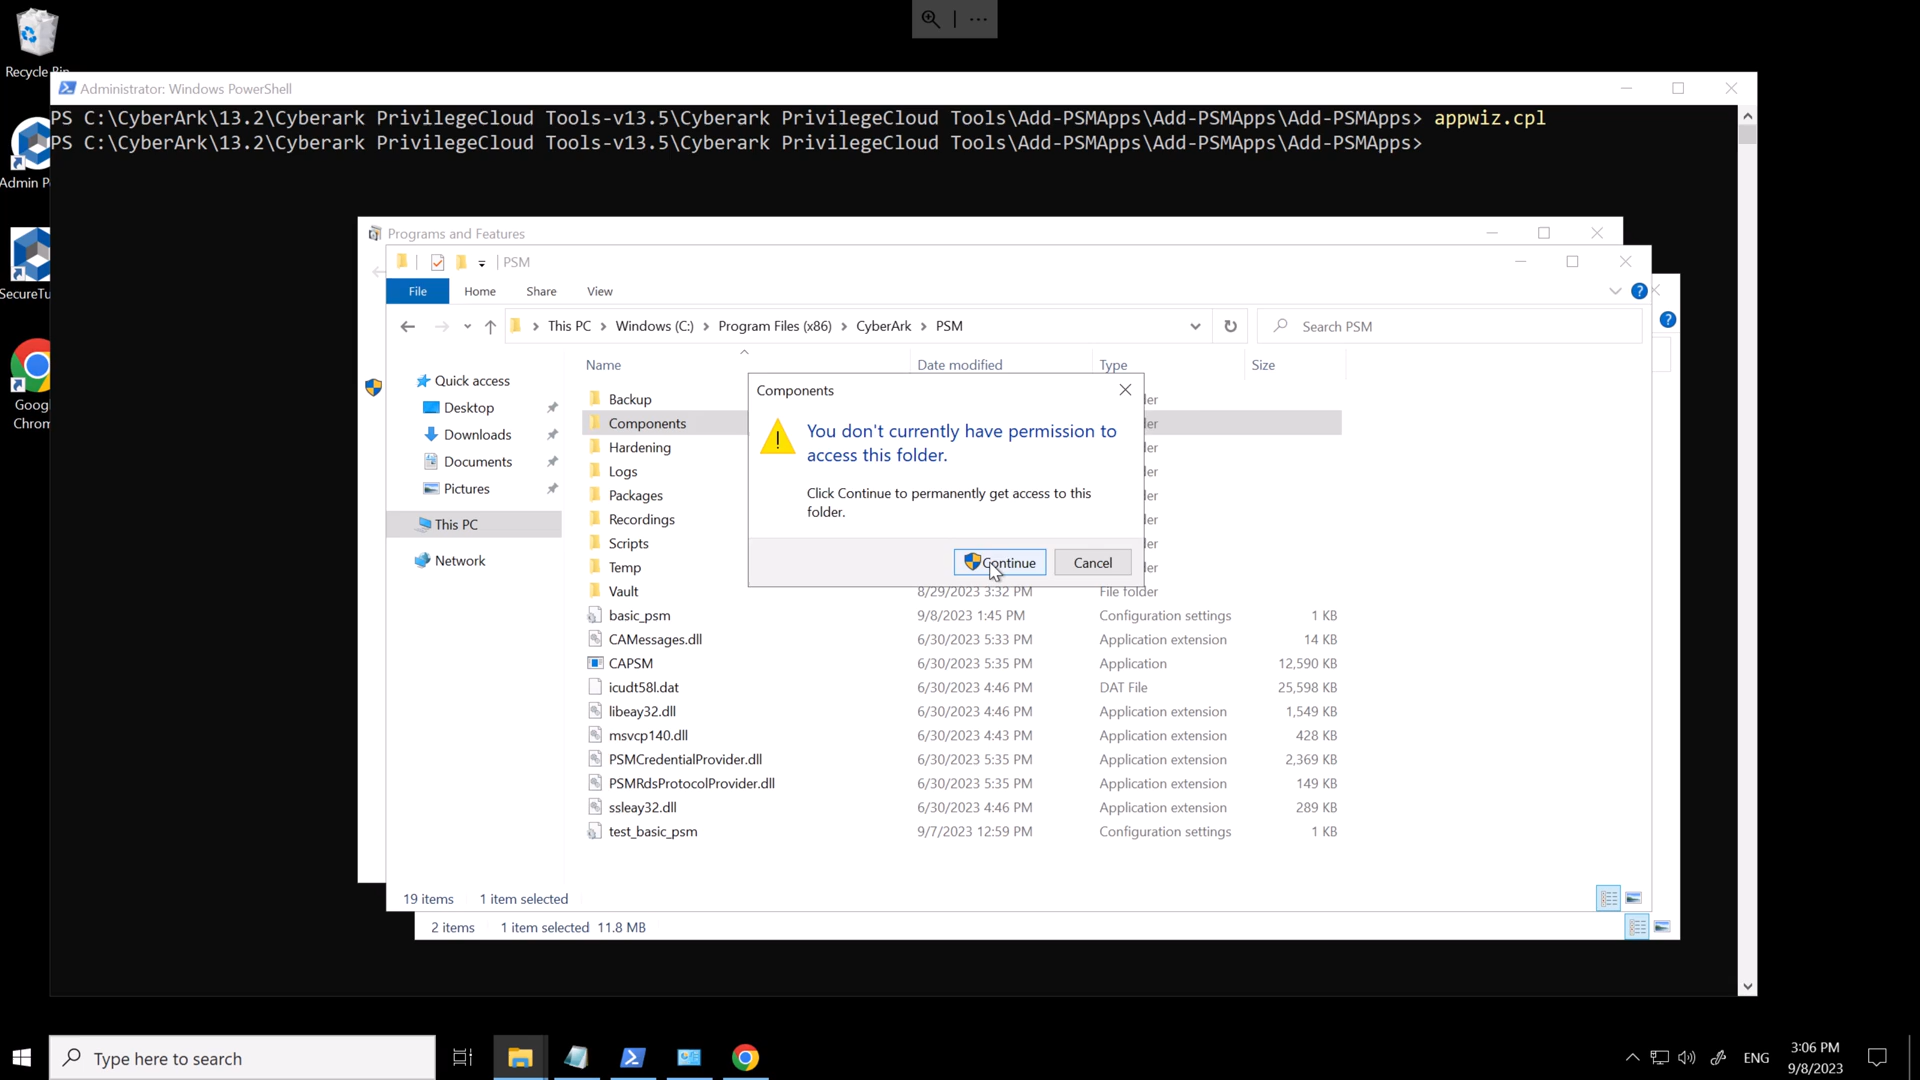 Recycle Bin
Administrator: Windows PowerShell
PS C:\CyberArk\13.2\Cyberark PrivilegeCloud Tools-v13.5\Cyberark PrivilegeCloud Tools\Add-PSMApps\Add-PSMApps\Add-PSMApps> appwiz.cpl
PS C:\CyberArk\13.2\Cyberark PrivilegeCloud Tools-v13.5\Cyberark PrivilegeCloud Tools\Add-PSMApps\Add-PSMApps\Add-PSMApps>
Admin P
SecureTu
Googl
Chrom
Programs and Features
PSM
File Home Share View
This PC > Windows (C:) > Program Files (x86) > CyberArk > PSM
Search PSM
Quick access
Desktop
Downloads
Documents
Pictures
This PC
Network
Name Date modified Type Size
Backup ler
Components ler
Hardening ler
Logs ler
Packages ler
Recordings ler
Scripts ler
Temp ler
Vault 8/29/2023 3:32 PM File folder
basic_psm 9/8/2023 1:45 PM Configuration settings 1 KB
CAMessages.dll 6/30/2023 5:33 PM Application extension 14 KB
CAPSM 6/30/2023 5:35 PM Application 12,590 KB
icudt58l.dat 6/30/2023 4:46 PM DAT File 25,598 KB
libeay32.dll 6/30/2023 4:46 PM Application extension 1,549 KB
msvcp140.dll 6/30/2023 4:43 PM Application extension 428 KB
PSMCredentialProvider.dll 6/30/2023 5:35 PM Application extension 2,369 KB
PSMRdsProtocolProvider.dll 6/30/2023 5:35 PM Application extension 149 KB
ssleay32.dll 6/30/2023 4:46 PM Application extension 289 KB
test_basic_psm 9/7/2023 12:59 PM Configuration settings 1 KB
Components
You don't currently have permission to
access this folder.
Click Continue to permanently get access to this
folder.
Continue Cancel
19 items 1 item selected
2 items 1 item selected 11.8 MB
Type here to search
ENG
3:06 PM
9/8/2023